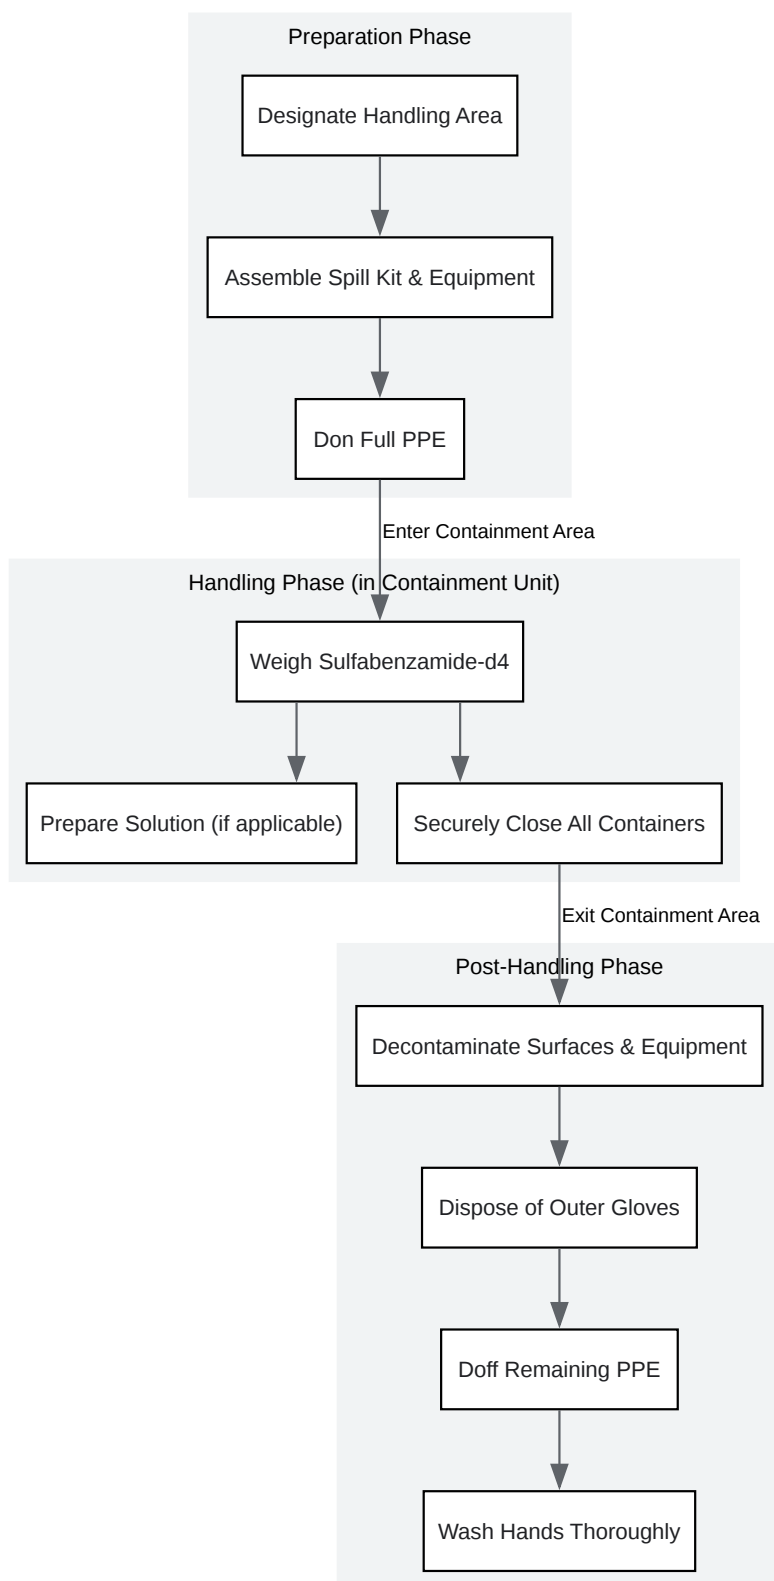 Preparation Phase
Designate Handling Area
Assemble Spill Kit & Equipment
Don Full PPE
Enter Containment Area
Handling Phase (in Containment Unit)
Weigh Sulfabenzamide-d4
Prepare Solution (if applicable)
Securely Close All Containers
Exit Containment Area
Post-Handling Phase
Decontaminate Surfaces & Equipment
Dispose of Outer Gloves
Doff Remaining PPE
Wash Hands Thoroughly